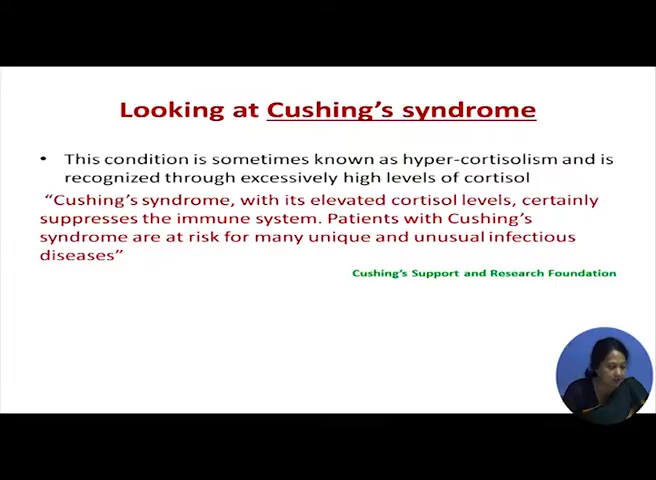 Looking at Cushing's syndrome
• This condition is sometimes known as hyper-cortisolism and is
recognized through excessively high levels of cortisol
“Cushing's syndrome, with its elevated cortisol levels, certainly
suppresses the immune system. Patients with Cushing's
syndrome are at risk for many unique and unusual infectious
diseases”
Cushing's Support and Research Foundation